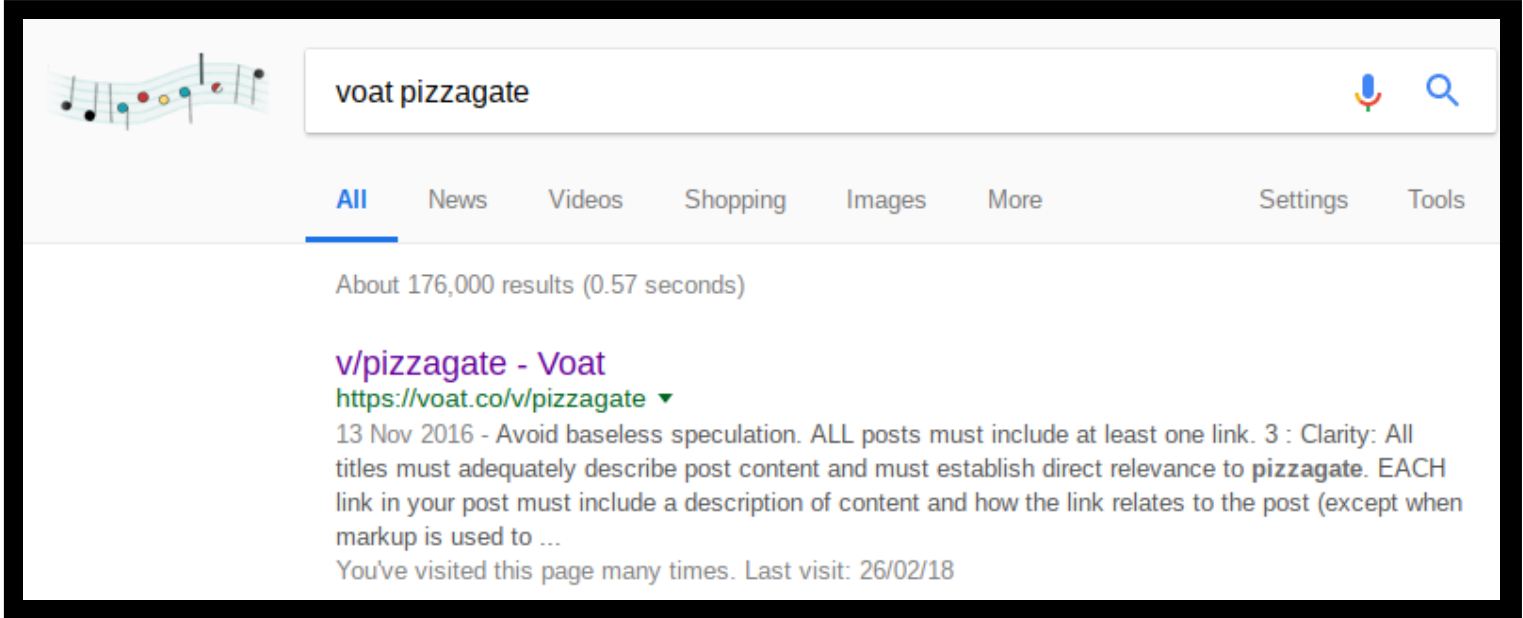 voat pizzagate
All News Videos Shopping Images More Settings Tools
About 176,000 results (0.57 seconds)
v/pizzagate - Voat
https://voat.co/v/pizzagate
13 Nov 2016 - Avoid baseless speculation. ALL posts must include at least one link. 3 : Clarity: All
titles must adequately describe post content and must establish direct relevance to pizzagate. EACH
link in your post must include a description of content and how the link relates to the post (except when
markup is used to ...
You've visited this page many times. Last visit: 26/02/18